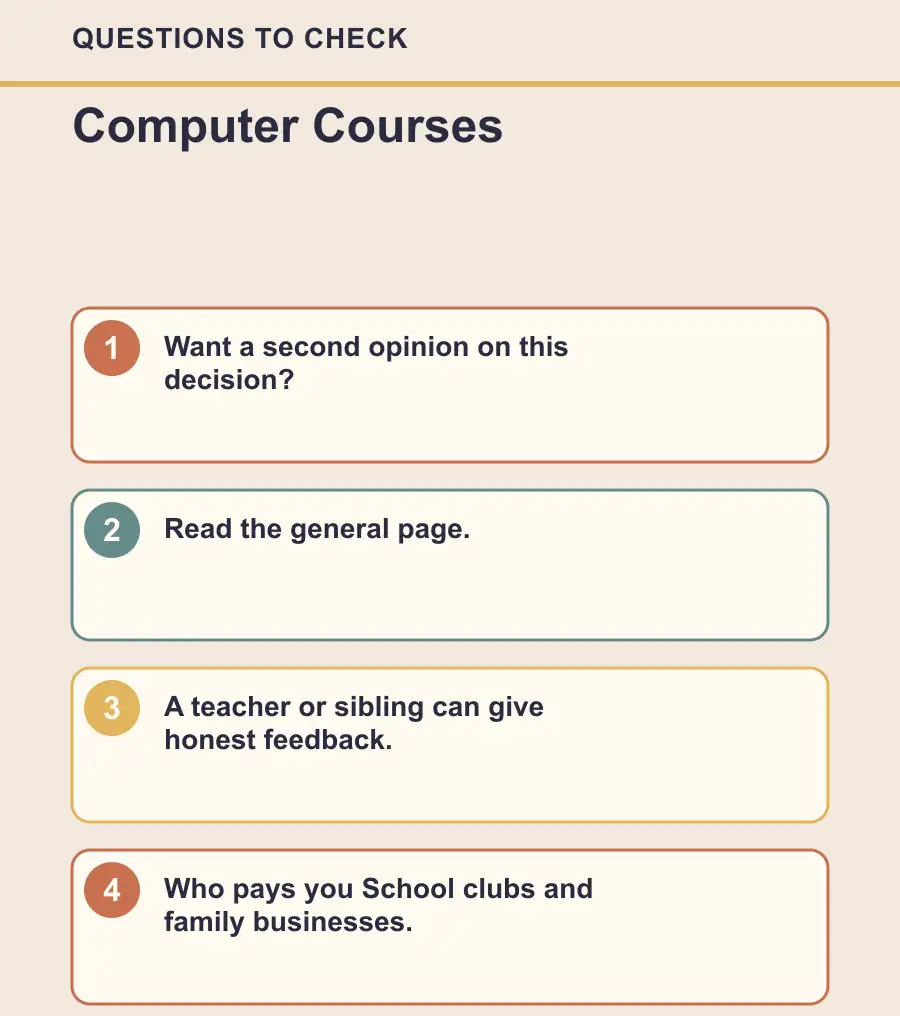 QUESTIONS TO CHECK
Computer Courses
1
Want a second opinion on this
decision?
2
Read the general page.
3
A teacher or sibling can give
honest feedback.
4
Who pays you School clubs and
family businesses.